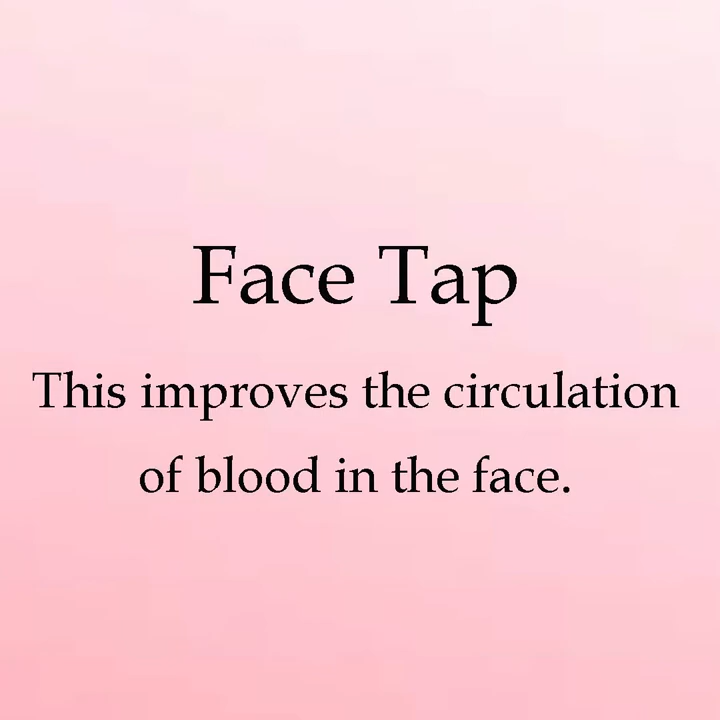 Face Tap
This improves the circulation
of blood in the face.